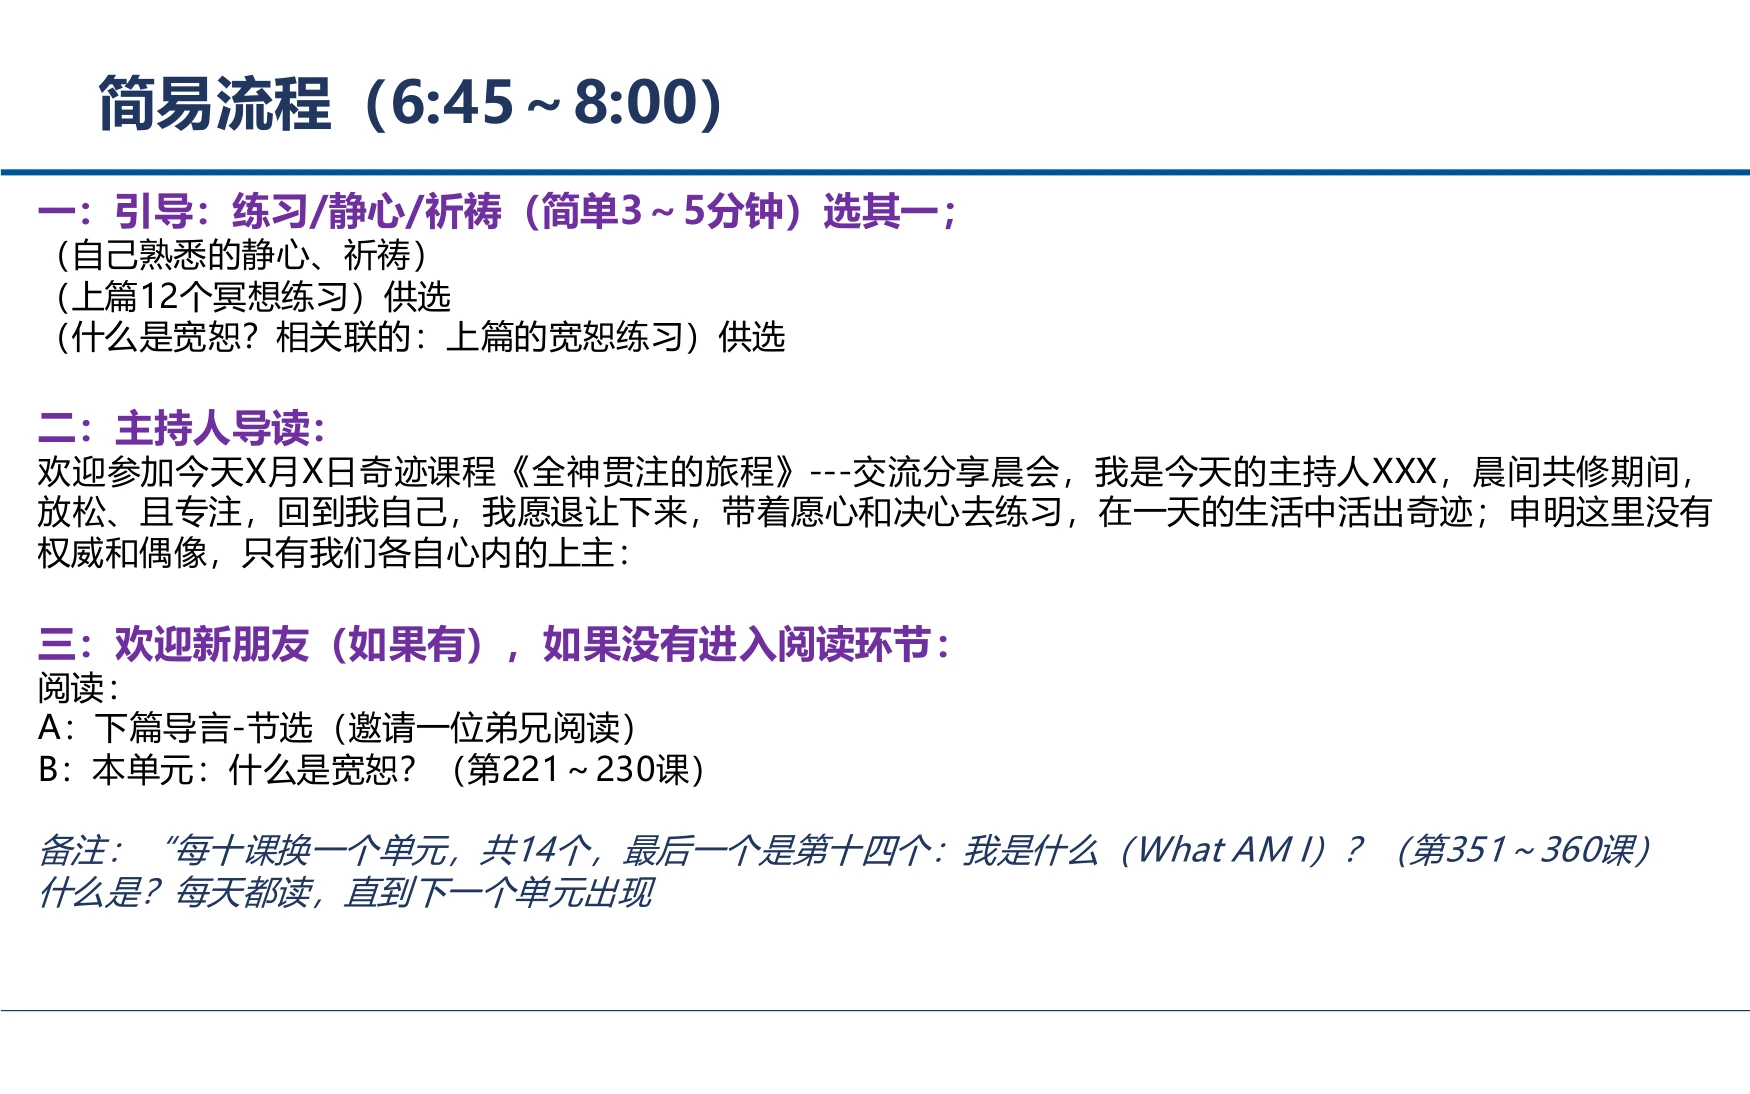 简易流程（6:45～8:00）
一：引导：练习/静心/祈祷（简单3～5分钟）选其一；
（自己熟悉的静心、祈祷）
（上篇12个冥想练习）供选
（什么是宽恕？相关联的：上篇的宽恕练习）供选
二：主持人导读：
欢迎参加今天X月X日奇迹课程《全神贯注的旅程》---交流分享晨会，我是今天的主持人XXX，晨间共修期间，
放松、且专注，回到我自己，我愿退让下来，带着愿心和决心去练习，在一天的生活中活出奇迹；申明这里没有
权威和偶像，只有我们各自心内的上主：
三：欢迎新朋友（如果有），如果没有进入阅读环节：
阅读：
A：下篇导言-节选（邀请一位弟兄阅读）
B：本单元：什么是宽恕？（第221～230课）
备注：“每十课换一个单元，共14个，最后一个是第十四个：我是什么（What AM I）？（第351～360课）
什么是？每天都读，直到下一个单元出现